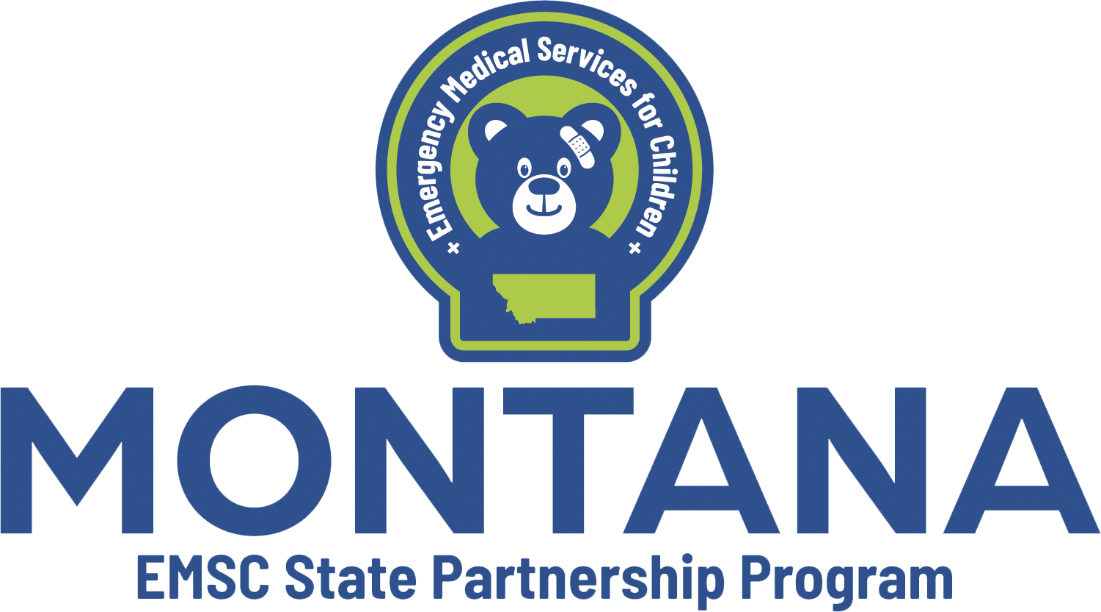 + Emergency Medical Services for Children +
MONTANA
EMSC State Partnership Program